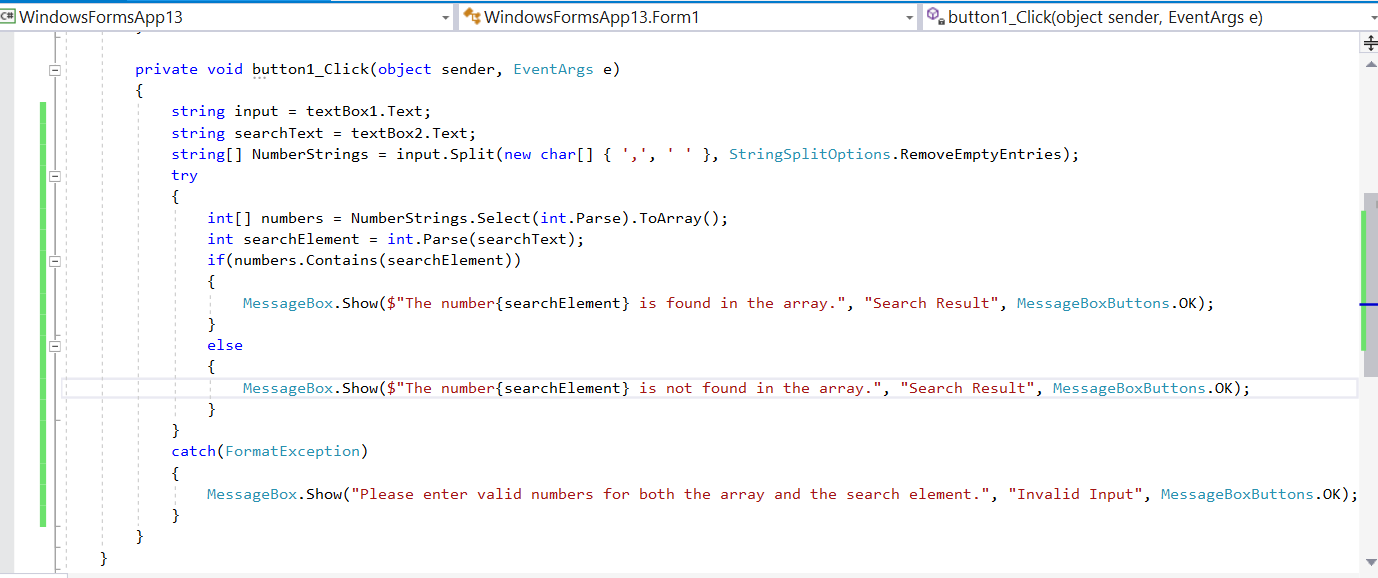 C# WindowsFormsApp13
WindowsFormsApp13.Form1
button1_Click(object sender, EventArgs e)
private void button1_Click(object sender, EventArgs e)
{
string input = textBox1.Text;
string searchText = textBox2.Text;
string[] NumberStrings = input.Split(new char[] { ',', ' ' }, StringSplitOptions.RemoveEmptyEntries);
try
{
int[] numbers = NumberStrings.Select(int.Parse).ToArray();
int searchElement = int.Parse(searchText);
if(numbers.Contains(searchElement))
{
MessageBox.Show($"The number{searchElement} is found in the array.", "Search Result", MessageBoxButtons.OK);
}
else
{
MessageBox.Show($"The number{searchElement} is not found in the array.", "Search Result", MessageBoxButtons.OK);
}
}
catch(FormatException)
{
MessageBox.Show("Please enter valid numbers for both the array and the search element.", "Invalid Input", MessageBoxButtons.OK);
}
}
}